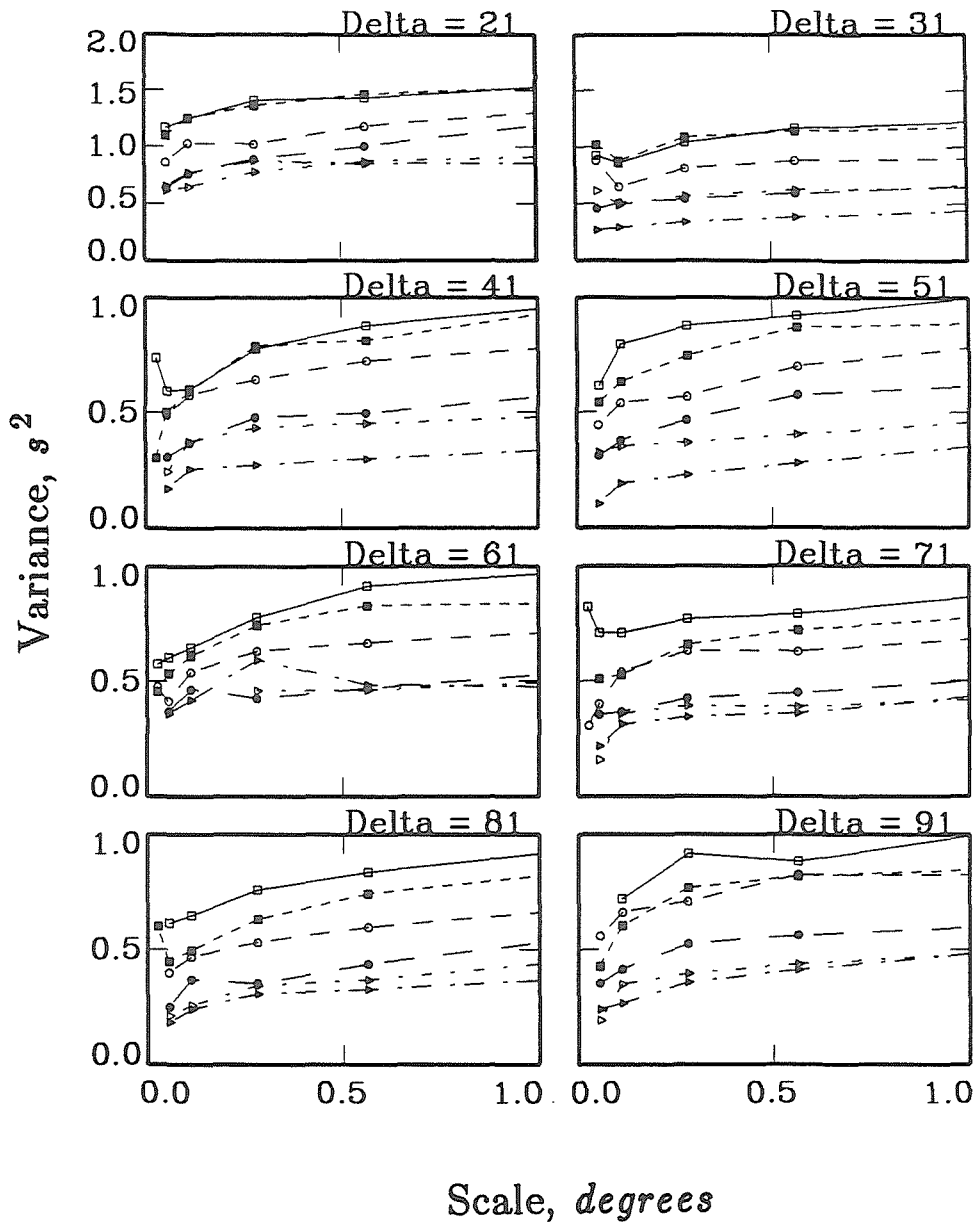 Delta = 21
Delta = 31
2.0
1.5
1.0
0.5
0.0
Delta = 41
Delta = 51
1.0
0.5
0.0
Variance, s²
Delta = 61
Delta = 71
1.0
0.5
0.0
Delta = 81
Delta = 91
1.0
0.5
0.0
0.0 0.5 1.0 0.0 0.5 1.0
Scale, degrees